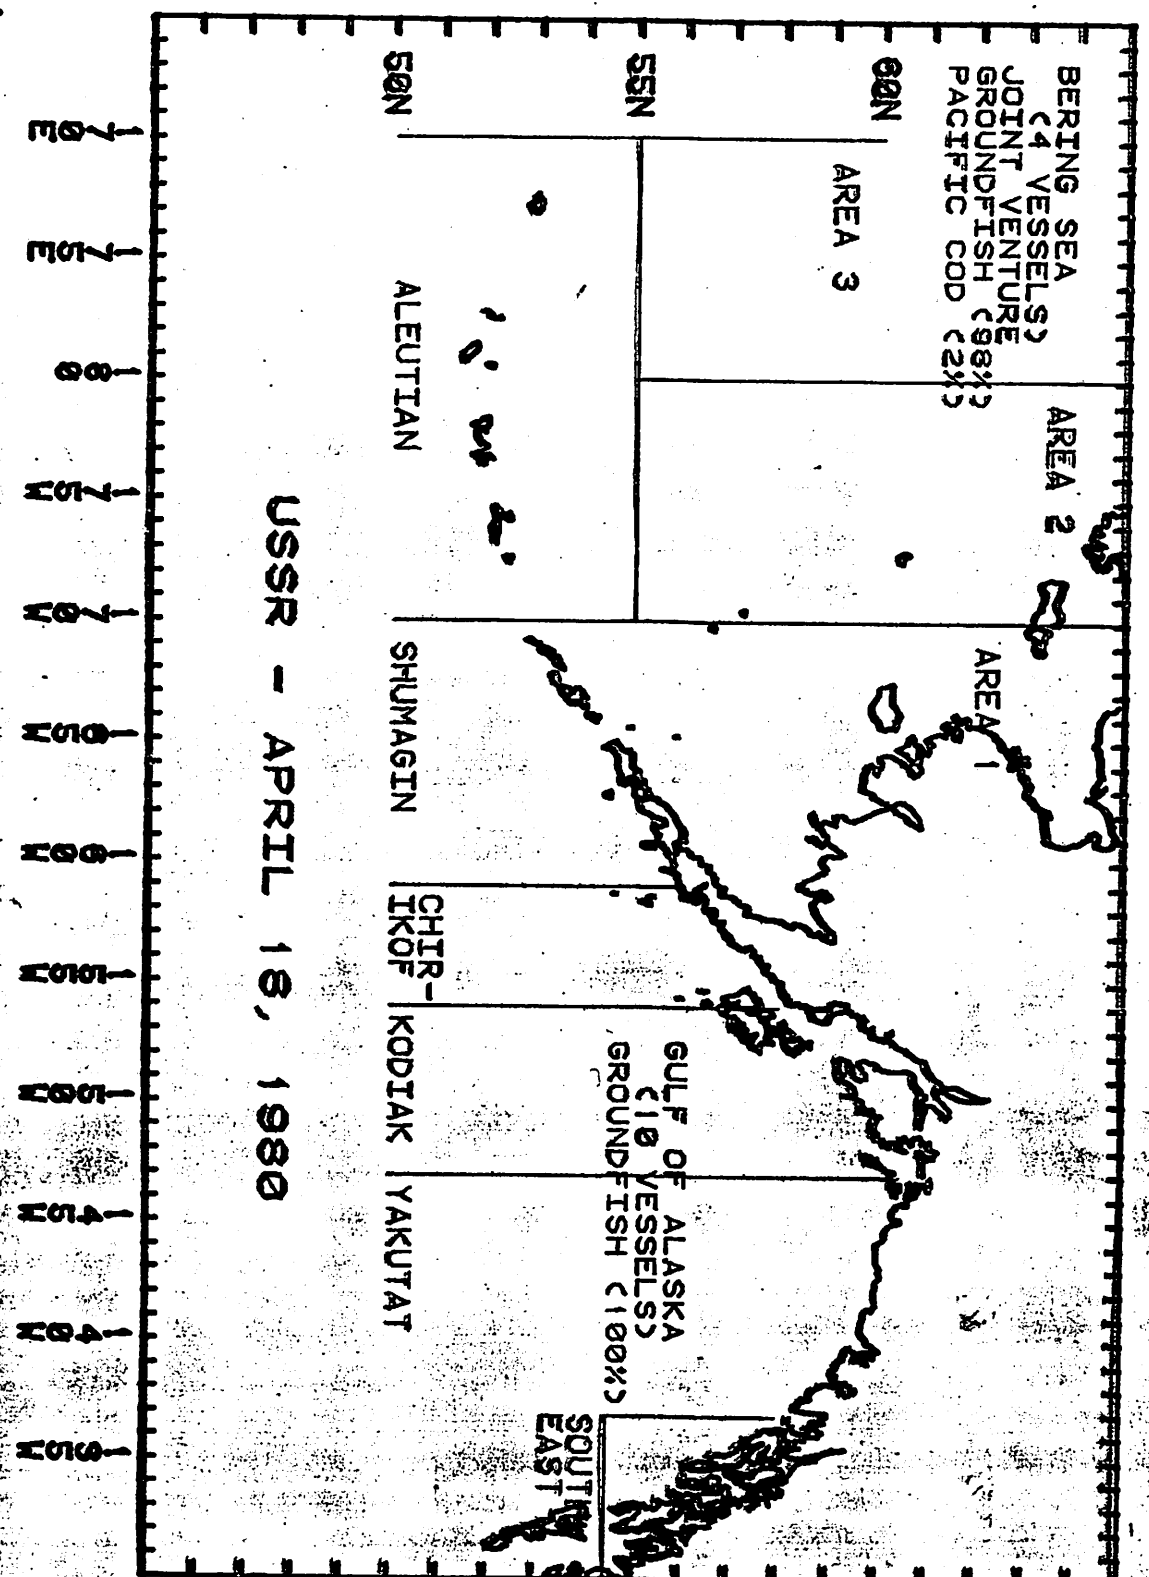 BERING SEA
(4 VESSELS)
JOINT VENTURE
GROUNDFISH (98%)
PACIFIC COD (2%)
60N
55N
50N
AREA 3
AREA 2
AREA 1
ALEUTIAN
SHUMAGIN
CHIR-
IKOF
KODIAK
YAKUTAT
GULF OF ALASKA
(10 VESSELS)
GROUNDFISH (100%)
SOUTH
EAST
USSR - APRIL 18, 1980
170E
175E
180
175W
170W
165W
160W
155W
150W
145W
140W
135W